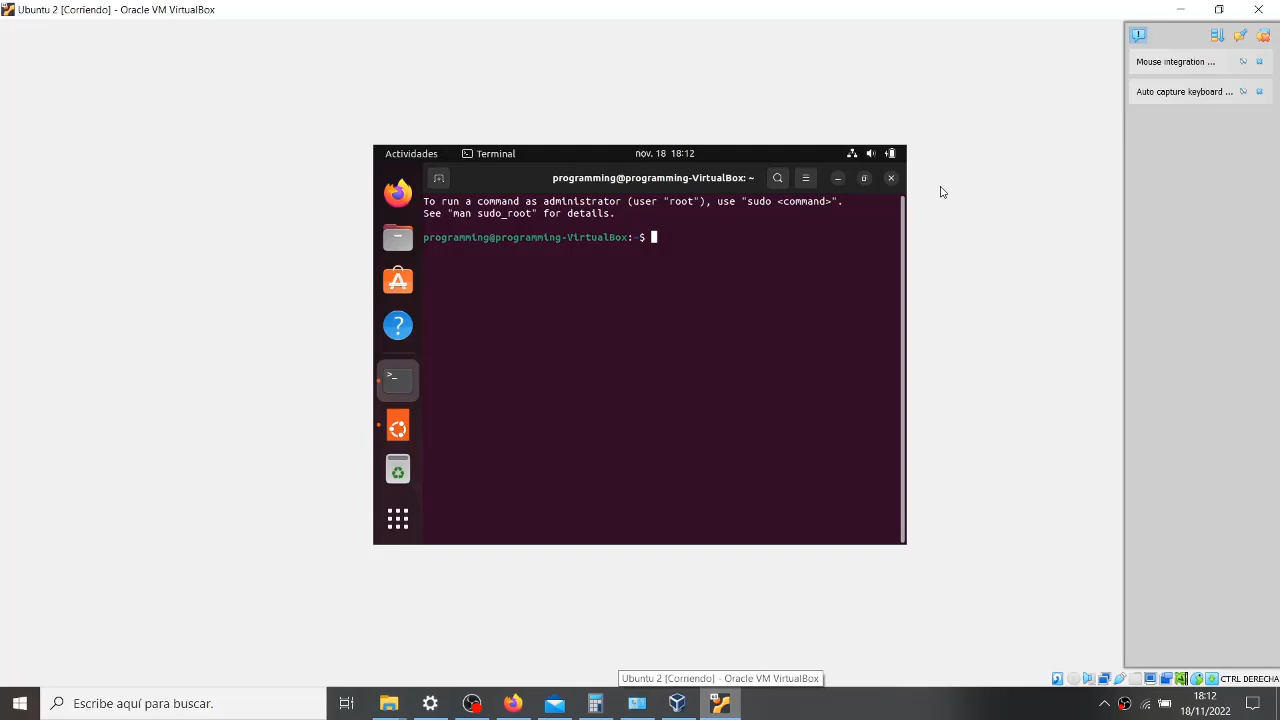 Ubuntu 2 [Corriendo] - Oracle VM VirtualBox
Mouse integration ...
Auto capture keyboard ...
Actividades
Terminal
nov. 18 18:12
programming@programming-VirtualBox: ~
To run a command as administrator (user "root"), use "sudo <command>".
See "man sudo_root" for details.
programming@programming-VirtualBox:~$
Ubuntu 2 [Corriendo] - Oracle VM VirtualBox
CTRL DERECHA
Escribe aquí para buscar.
18:12
18/11/2022